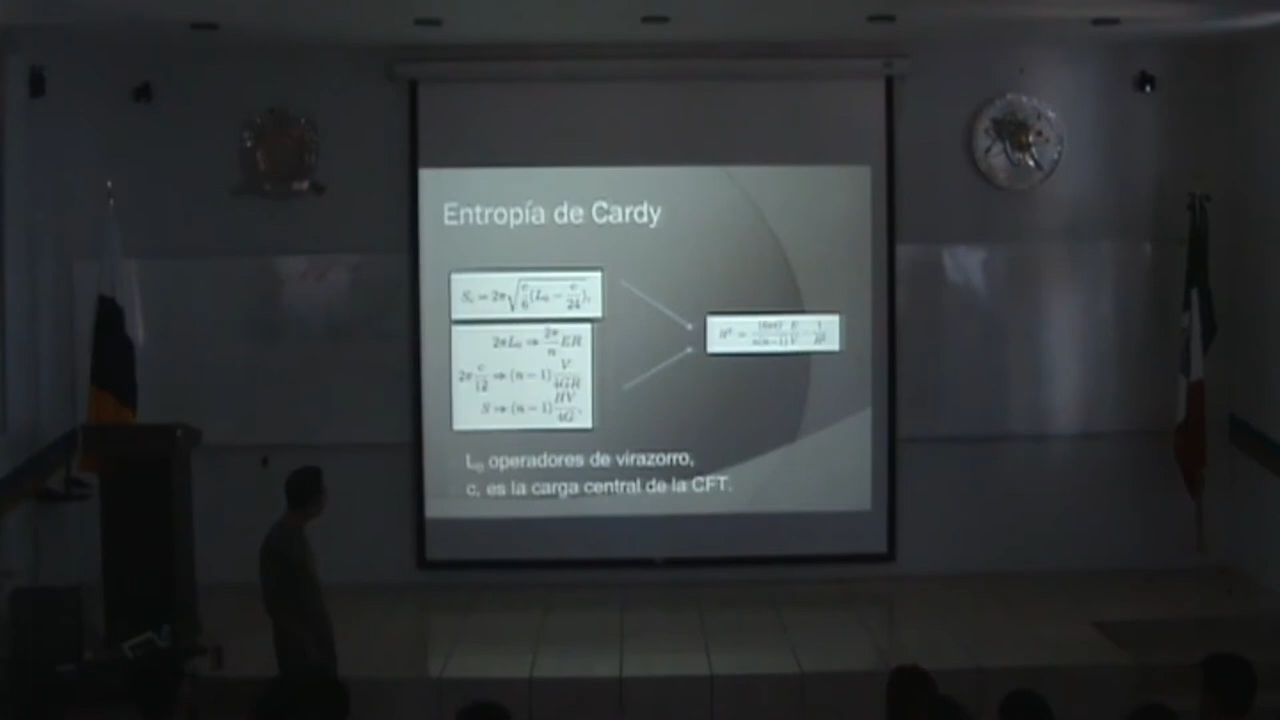 Entropía de Cardy
S_c = 2π√(c/6 (L₀ − c/24)),
2πL₀ ⇒ 2π/n ER
2π c/12 ⇒ (n − 1) V/4GR
S ⇒ (n − 1) HV/4G,
L₀ operadores de virazorro,
c, es la carga central de la CFT.